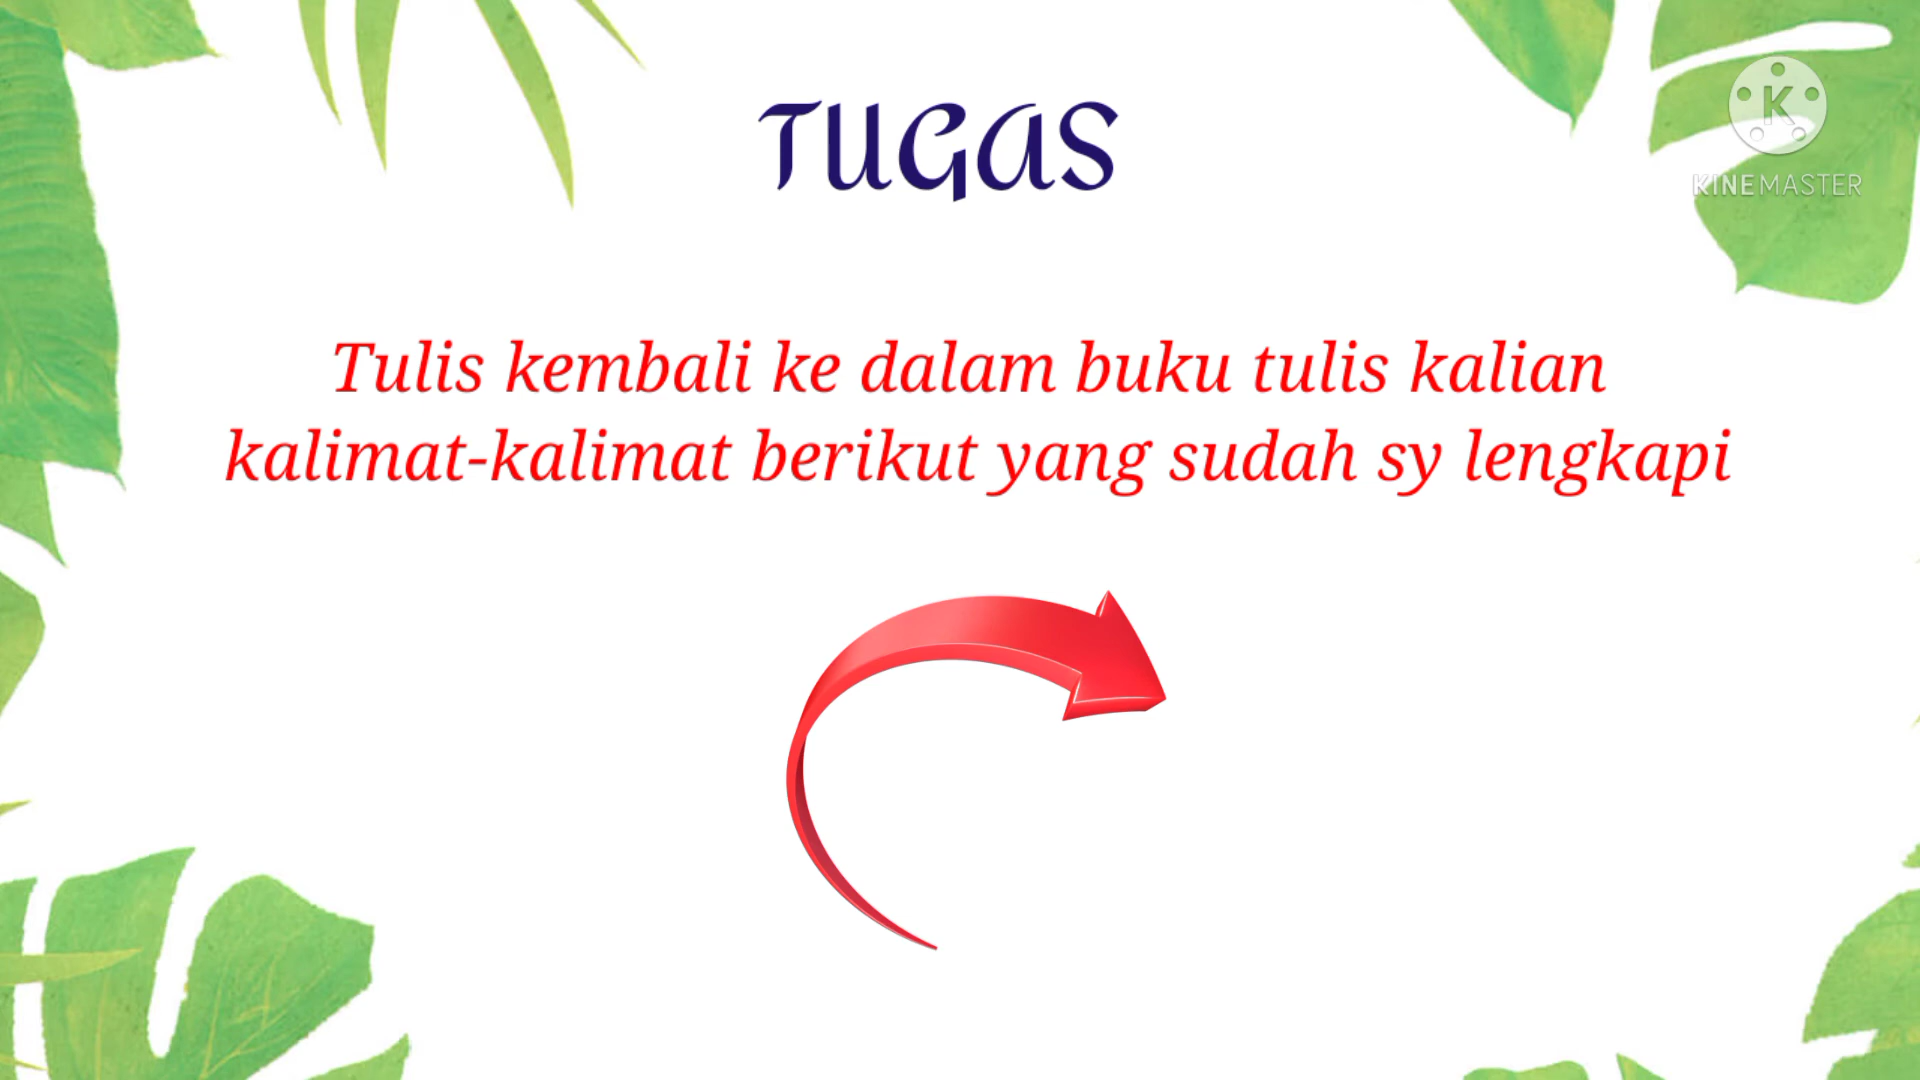 TUGAS
K
KINEMASTER
Tulis kembali ke dalam buku tulis kalian
kalimat-kalimat berikut yang sudah sy lengkapi